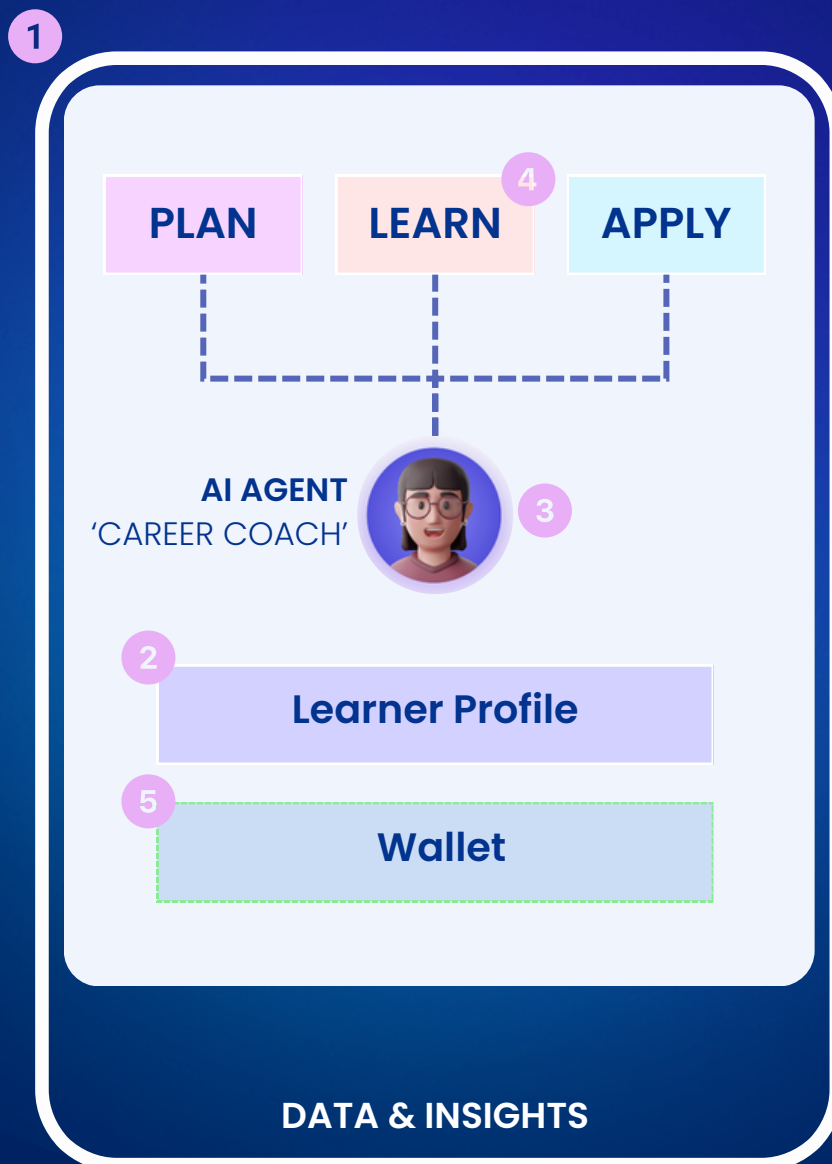 1
4
PLAN
LEARN
APPLY
AI AGENT
‘CAREER COACH’
3
2
Learner Profile
5
Wallet
DATA & INSIGHTS